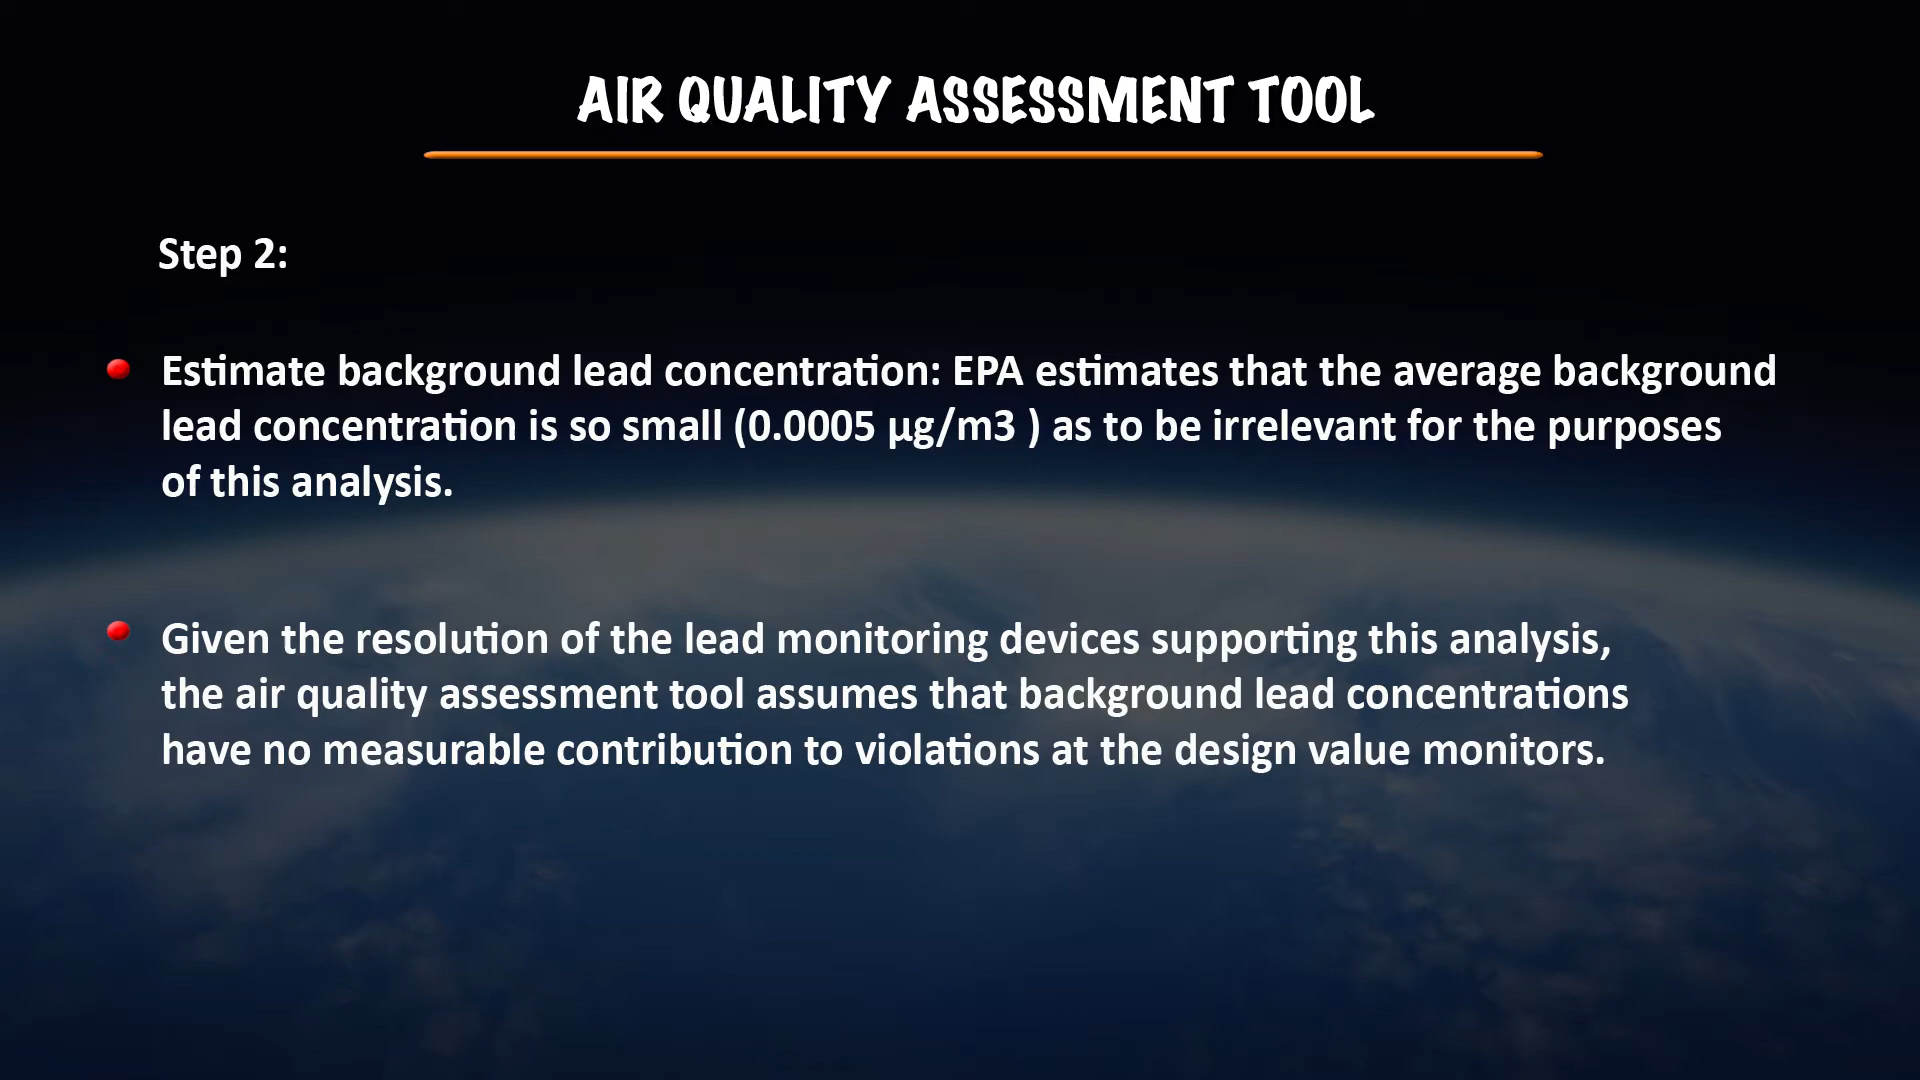 AIR QUALITY ASSESSMENT TOOL
Step 2:
Estimate background lead concentration: EPA estimates that the average background
lead concentration is so small (0.0005 µg/m3 ) as to be irrelevant for the purposes
of this analysis.
Given the resolution of the lead monitoring devices supporting this analysis,
the air quality assessment tool assumes that background lead concentrations
have no measurable contribution to violations at the design value monitors.